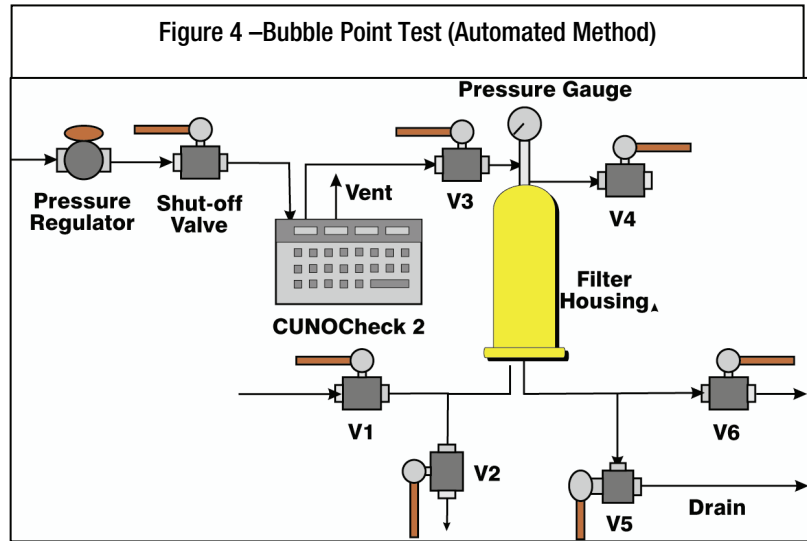 Figure 4 –Bubble Point Test (Automated Method)
Pressure Gauge
Pressure
Regulator
Shut-off
Valve
Vent
V3
V4
CUNOCheck 2
Filter
Housing
V1
V2
V6
V5
Drain